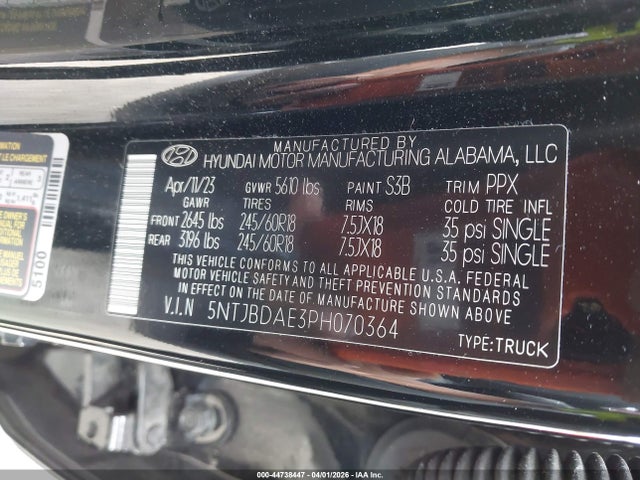 MANUFACTURED BY
HYUNDAI MOTOR MANUFACTURING ALABAMA, LLC
Apr/11/23 GVWR 5610 lbs PAINT S3B TRIM PPX
GAWR TIRES RIMS COLD TIRE INFL
FRONT 2645 lbs 245/60R18 7.5JX18 35 psi SINGLE
REAR 3196 lbs 245/60R18 7.5JX18 35 psi SINGLE
THIS VEHICLE CONFORMS TO ALL APPLICABLE U.S.A. FEDERAL
MOTOR VEHICLE SAFETY AND THEFT PREVENTION STANDARDS
IN EFFECT ON THE DATE OF MANUFACTURE SHOWN ABOVE
V.I.N 5NTJBDAE3PH070364
TYPE:TRUCK
5100
000-44738447 - 04/01/2026 - IAA Inc.